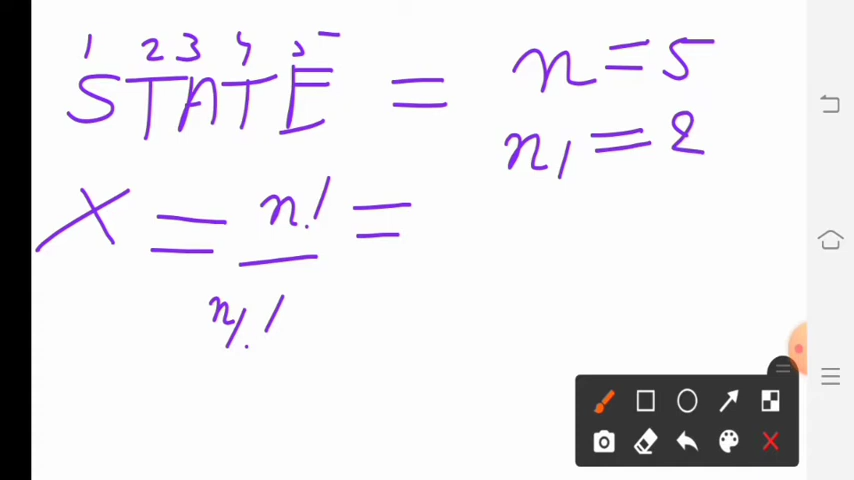 1 2 3 4 5
STATE = n = 5
n1 = 2
X = n! / n1! =